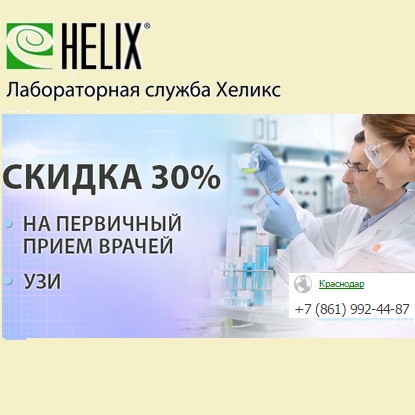 HELIX®
Лабораторная служба Хеликс
СКИДКА 30%
НА ПЕРВИЧНЫЙ
ПРИЕМ ВРАЧЕЙ
УЗИ
Краснодар
+7 (861) 992-44-87